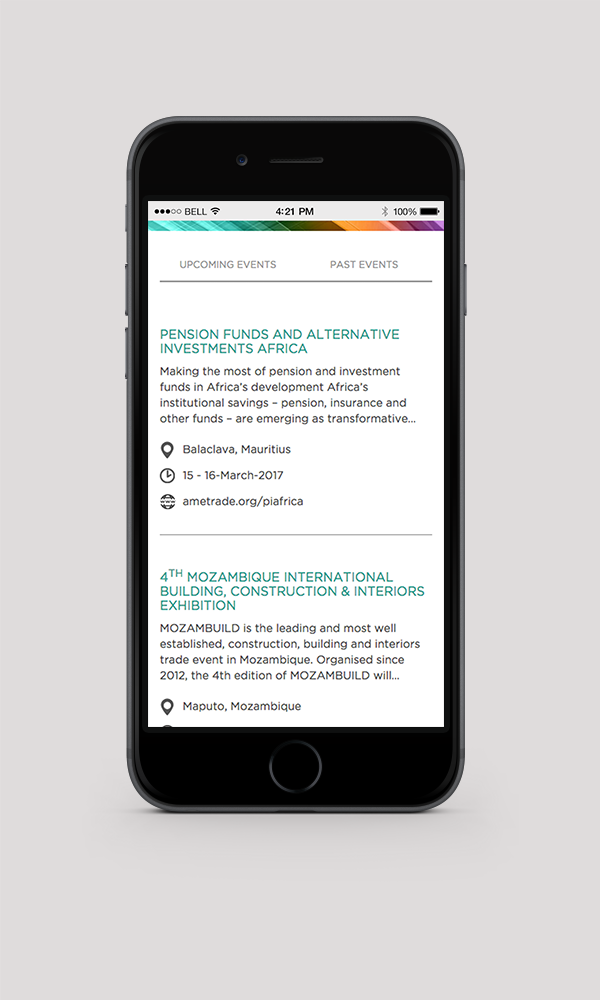 BELL 4:21 PM 100%
UPCOMING EVENTS PAST EVENTS
PENSION FUNDS AND ALTERNATIVE
INVESTMENTS AFRICA
Making the most of pension and investment
funds in Africa's development Africa's
institutional savings – pension, insurance and
other funds – are emerging as transformative...
Balaclava, Mauritius
15 - 16-March-2017
www
ametrade.org/piafrica
4TH MOZAMBIQUE INTERNATIONAL
BUILDING, CONSTRUCTION & INTERIORS
EXHIBITION
MOZAMBUILD is the leading and most well
established, construction, building and interiors
trade event in Mozambique. Organised since
2012, the 4th edition of MOZAMBUILD will...
Maputo, Mozambique